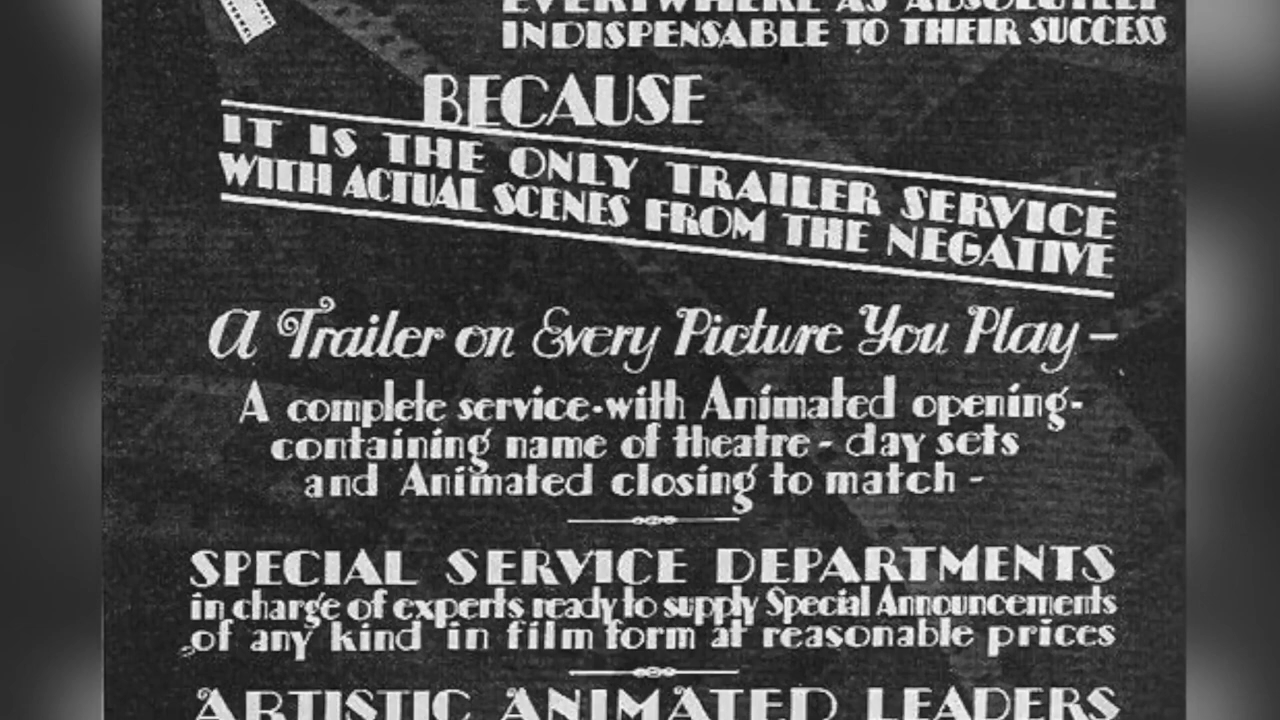 EVERYWHERE AS ABSOLUTELY
INDISPENSABLE TO THEIR SUCCESS
BECAUSE
IT IS THE ONLY TRAILER SERVICE
WITH ACTUAL SCENES FROM THE NEGATIVE
A Trailer on Every Picture You Play –
A complete service-with Animated opening-
containing name of theatre - day sets
and Animated closing to match -
SPECIAL SERVICE DEPARTMENTS
in charge of experts ready to supply Special Announcements
of any kind in film form at reasonable prices
ARTISTIC ANIMATED LEADERS